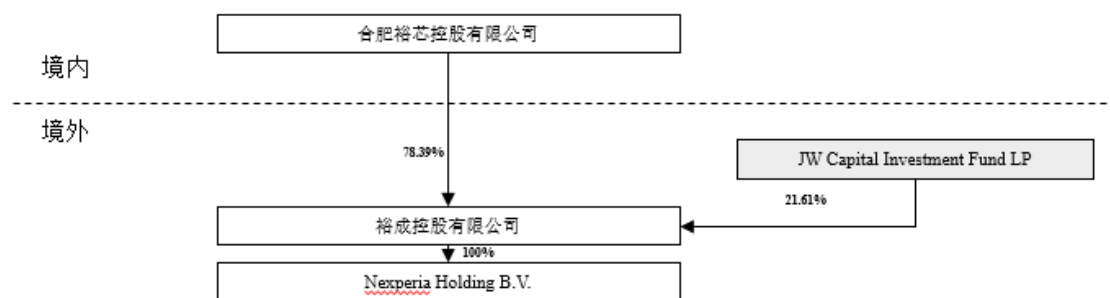 合肥裕芯控股有限公司
境内
境外
78.39%
JW Capital Investment Fund LP
21.61%
裕成控股有限公司
100%
Nexperia Holding B.V.